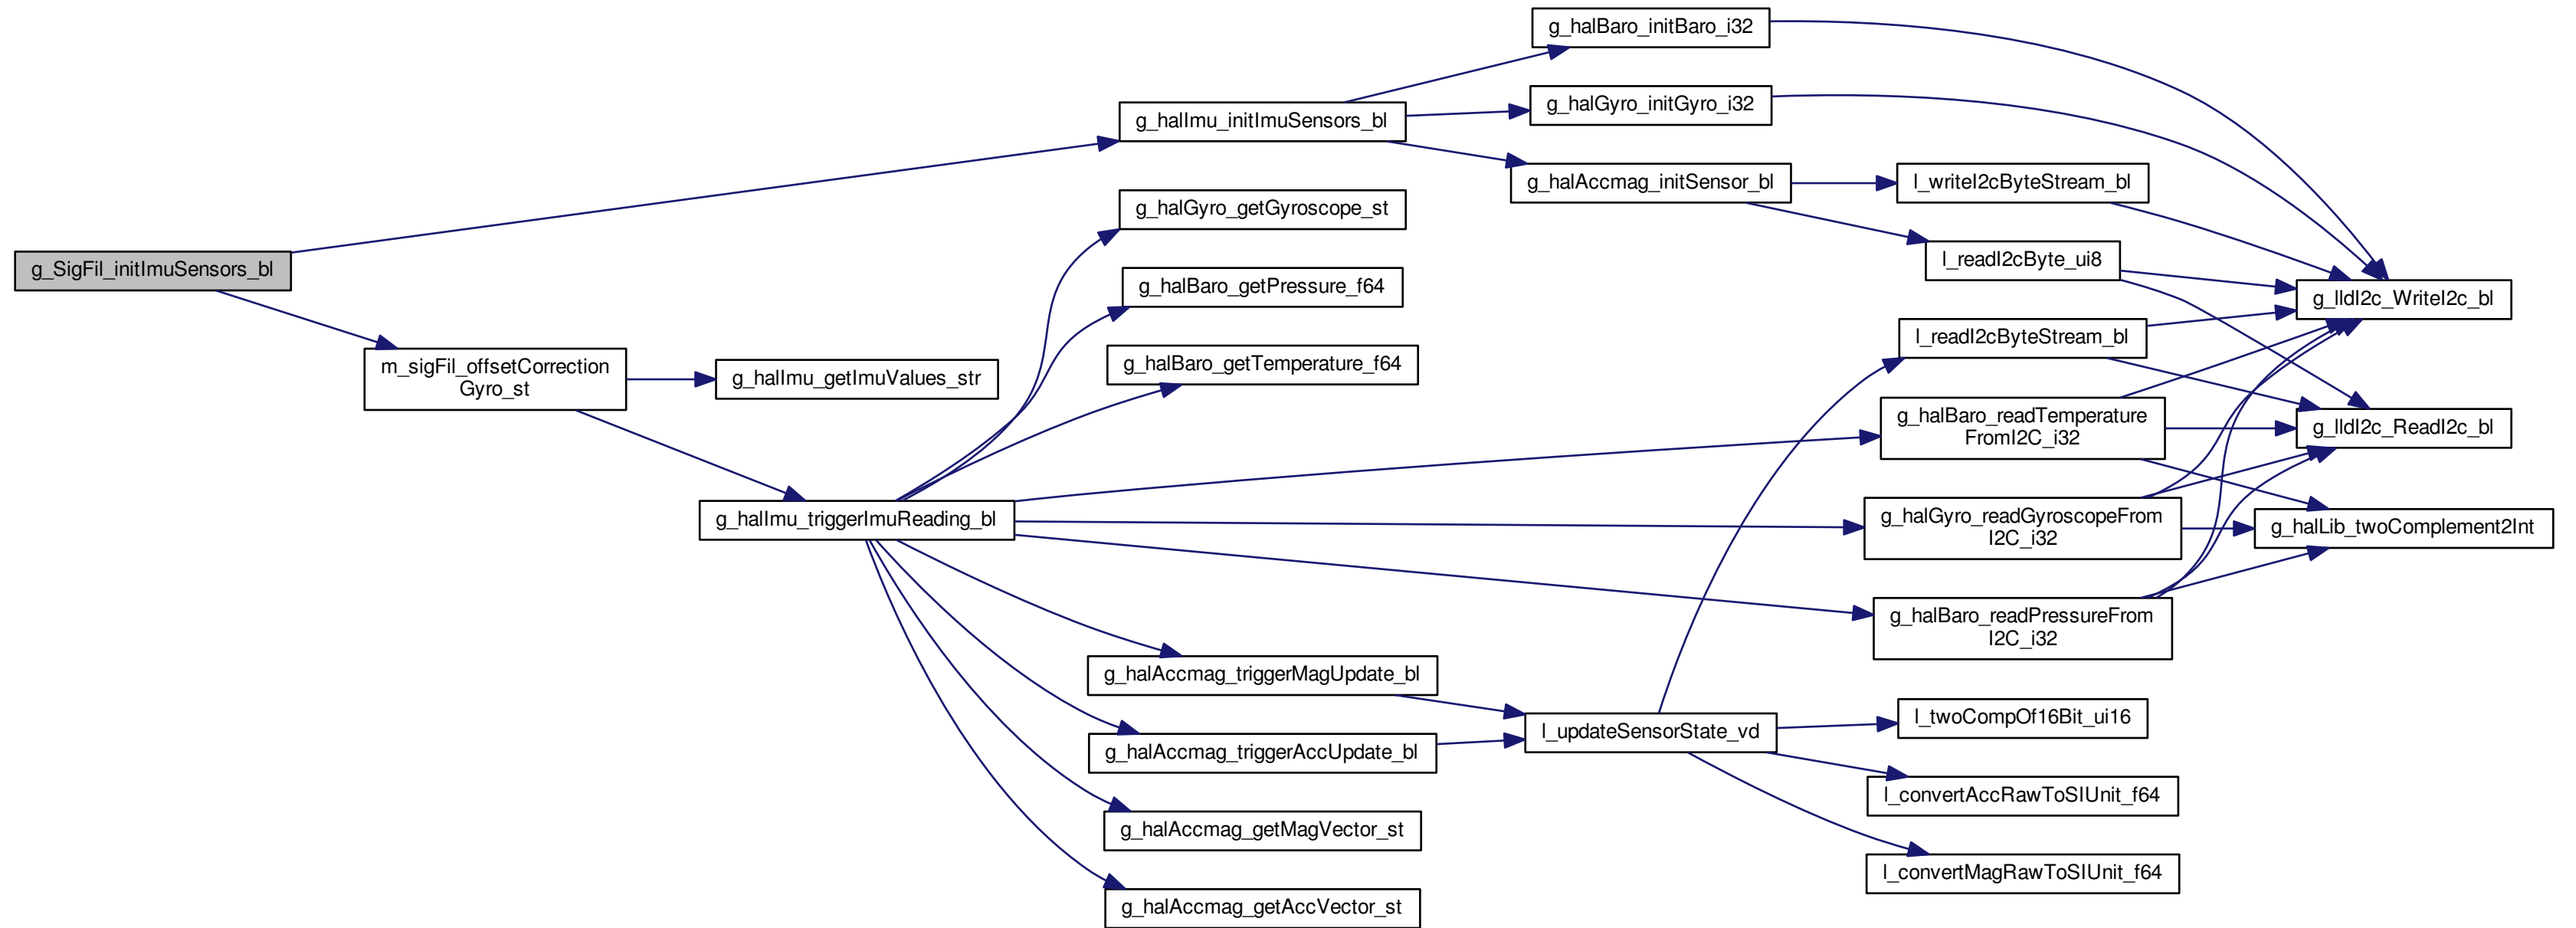 g_halBaro_initBaro_i32
g_halGyro_initGyro_i32
g_halImu_initImuSensors_bl
g_halAccmag_initSensor_bl
l_writeI2cByteStream_bl
g_halGyro_getGyroscope_st
g_SigFil_initImuSensors_bl
l_readI2cByte_ui8
g_halBaro_getPressure_f64
g_lldI2c_WriteI2c_bl
l_readI2cByteStream_bl
m_sigFil_offsetCorrection
Gyro_st
g_halImu_getImuValues_str
g_halBaro_getTemperature_f64
g_halBaro_readTemperature
FromI2C_i32
g_lldI2c_ReadI2c_bl
g_halImu_triggerImuReading_bl
g_halGyro_readGyroscopeFrom
I2C_i32
g_halLib_twoComplement2Int
g_halBaro_readPressureFrom
I2C_i32
g_halAccmag_triggerMagUpdate_bl
l_twoCompOf16Bit_ui16
l_updateSensorState_vd
g_halAccmag_triggerAccUpdate_bl
l_convertAccRawToSIUnit_f64
g_halAccmag_getMagVector_st
l_convertMagRawToSIUnit_f64
g_halAccmag_getAccVector_st